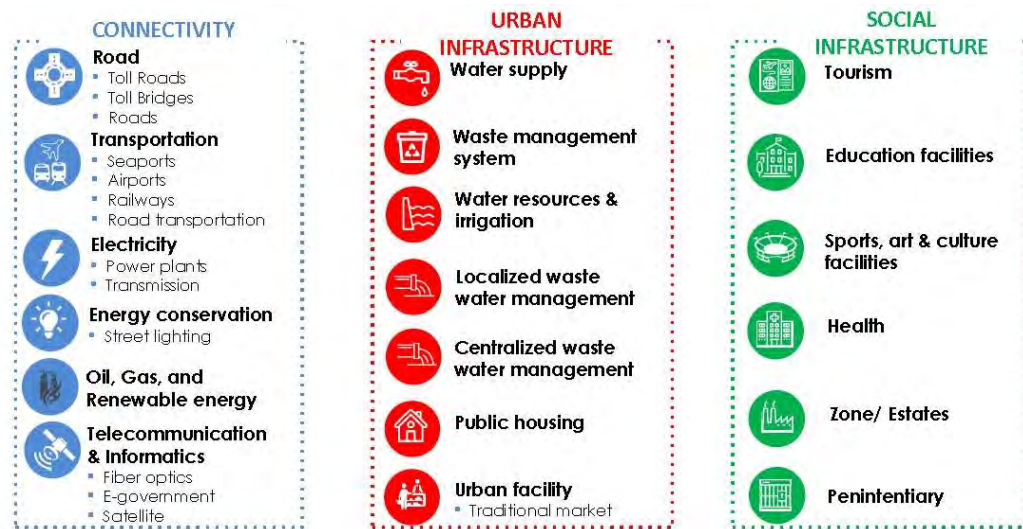 CONNECTIVITY
Road
▪ Toll Roads
▪ Toll Bridges
▪ Roads
Transportation
▪ Seaports
▪ Airports
▪ Railways
▪ Road transportation
Electricity
▪ Power plants
▪ Transmission
Energy conservation
▪ Street lighting
Oil, Gas, and
Renewable energy
Telecommunication
& Informatics
▪ Fiber optics
▪ E-government
▪ Satellite
URBAN
INFRASTRUCTURE
Water supply
Waste management
system
Water resources &
irrigation
Localized waste
water management
Centralized waste
water management
Public housing
Urban facility
▪ Traditional market
SOCIAL
INFRASTRUCTURE
Tourism
Education facilities
Sports, art & culture
facilities
Health
Zone/ Estates
Penintentiary